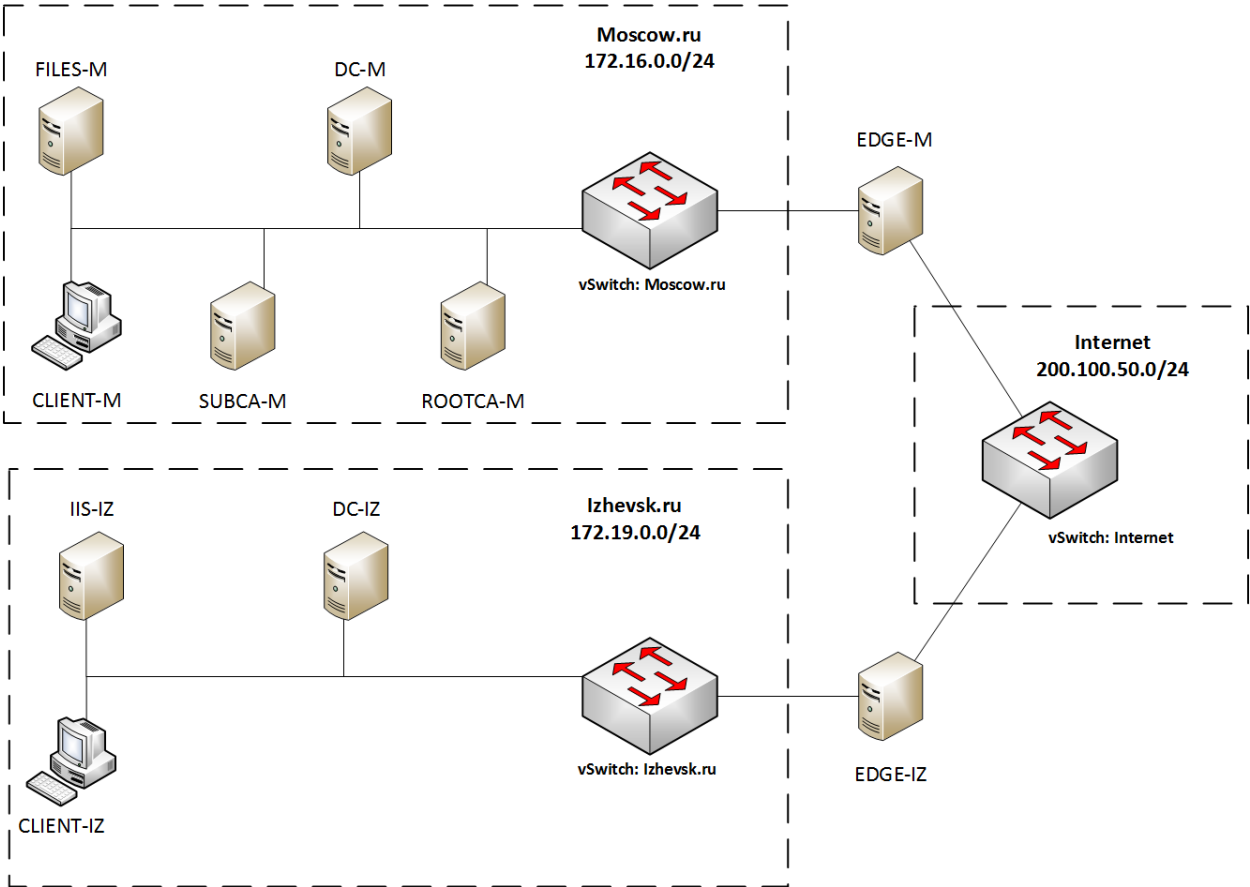 Moscow.ru
172.16.0.0/24
FILES-M
DC-M
EDGE-M
vSwitch: Moscow.ru
CLIENT-M
SUBCA-M
ROOTCA-M
Internet
200.100.50.0/24
vSwitch: Internet
Izhevsk.ru
172.19.0.0/24
IIS-IZ
DC-IZ
vSwitch: Izhevsk.ru
EDGE-IZ
CLIENT-IZ